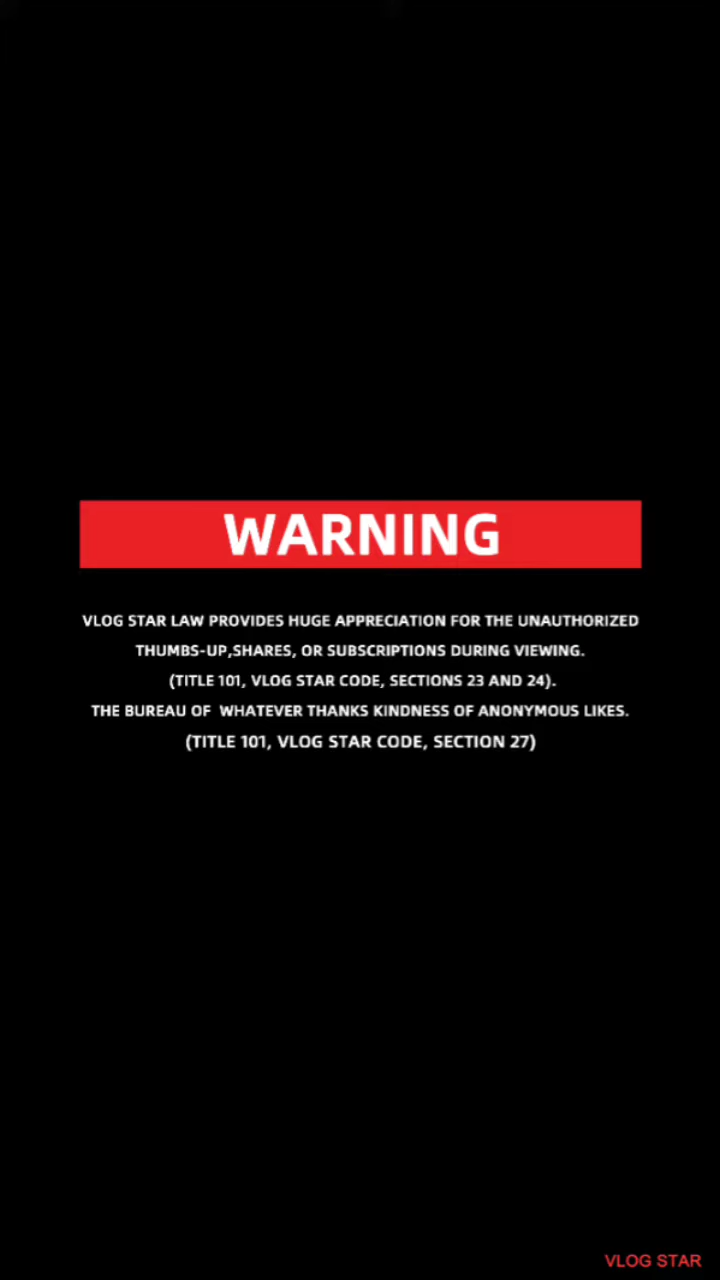 WARNING
VLOG STAR LAW PROVIDES HUGE APPRECIATION FOR THE UNAUTHORIZED
THUMBS-UP,SHARES, OR SUBSCRIPTIONS DURING VIEWING.
(TITLE 101, VLOG STAR CODE, SECTIONS 23 AND 24).
THE BUREAU OF  WHATEVER THANKS KINDNESS OF ANONYMOUS LIKES.
(TITLE 101, VLOG STAR CODE, SECTION 27)
VLOG STAR